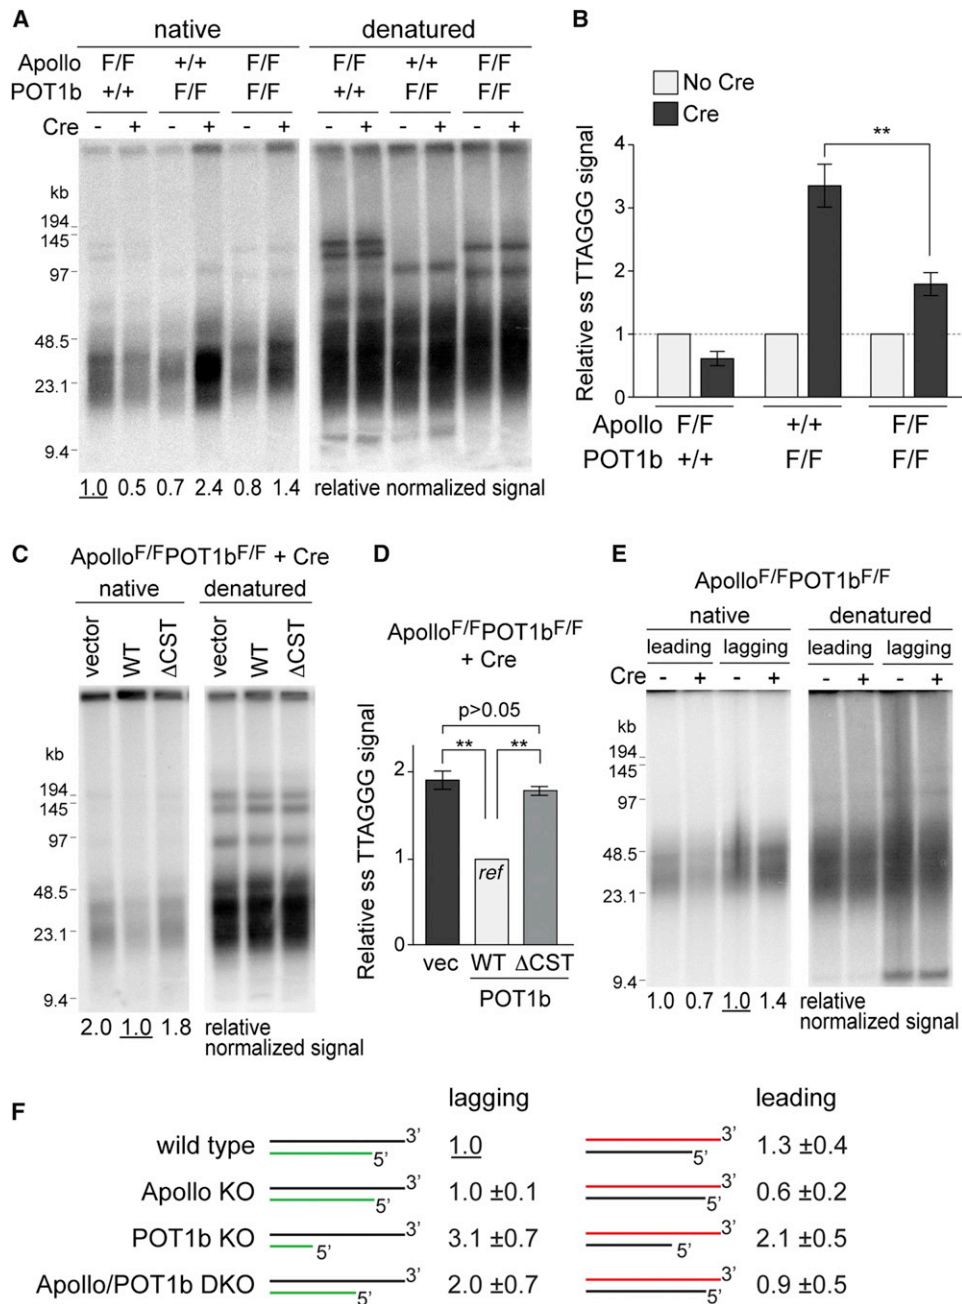 A
native denatured
Apollo F/F +/+ F/F F/F +/+ F/F
POT1b +/+ F/F F/F +/+ F/F F/F
Cre - + - + - + - + - + - +
kb
194
145
97
48.5
23.1
9.4
1.0 0.5 0.7 2.4 0.8 1.4 relative normalized signal
B
No Cre
Cre
Relative ss TTAGGG signal
4
3
2
1
0
**
Apollo F/F +/+ F/F
POT1b +/+ F/F F/F
C
ApolloF/FPOT1bF/F + Cre
native denatured
vector WT ΔCST vector WT ΔCST
kb
194
145
97
48.5
23.1
9.4
2.0 1.0 1.8 relative
normalized signal
D
ApolloF/FPOT1bF/F
+ Cre
p>0.05
** **
Relative ss TTAGGG signal
2
1
0
ref
vec WT ΔCST
POT1b
E
ApolloF/FPOT1bF/F
native denatured
leading lagging leading lagging
Cre - + - + - + - +
kb
194
145
97
48.5
23.1
9.4
1.0 0.7 1.0 1.4 relative
normalized signal
F
lagging leading
wild type 3' 5' 1.0 3' 5' 1.3 ±0.4
Apollo KO 3' 5' 1.0 ±0.1 3' 5' 0.6 ±0.2
POT1b KO 3' 5' 3.1 ±0.7 3' 5' 2.1 ±0.5
Apollo/POT1b DKO 3' 5' 2.0 ±0.7 3' 5' 0.9 ±0.5